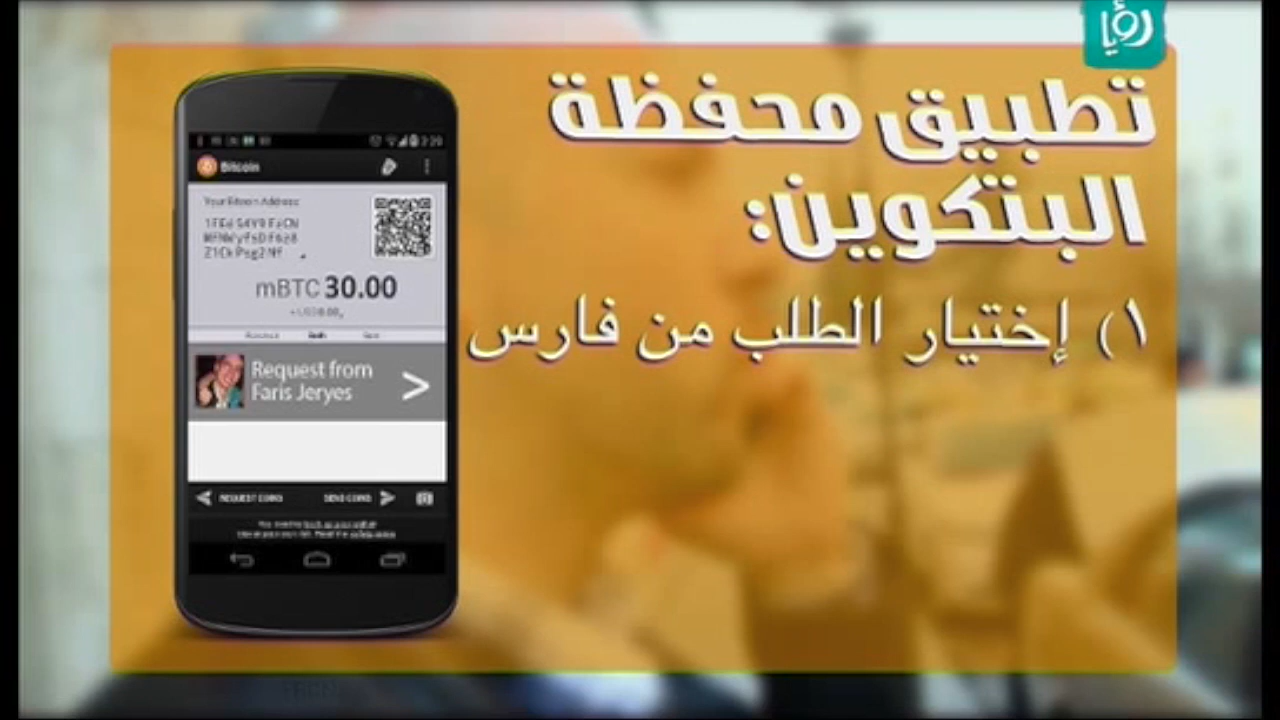 رؤيا
تطبيق محفظة
البتكوين:
١) إختيار الطلب من فارس
Bitcoin
Your Bitcoin Address
mBTC 30.00
Request from
Faris Jeryes
>
REQUEST COINS
SEND COINS